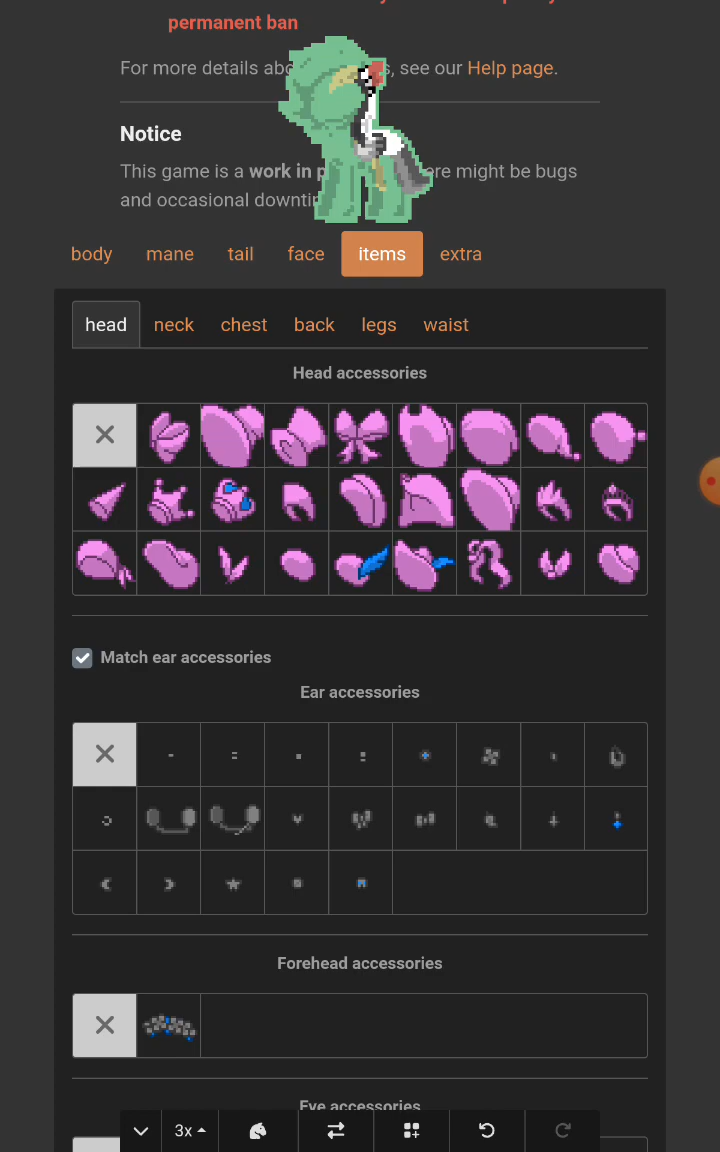 permanent ban
For more details abo s, see our Help page.
Notice
This game is a work in p ere might be bugs
and occasional downti
body mane tail face items extra
head neck chest back legs waist
Head accessories
Match ear accessories
Ear accessories
Forehead accessories
Eye accessories
3x